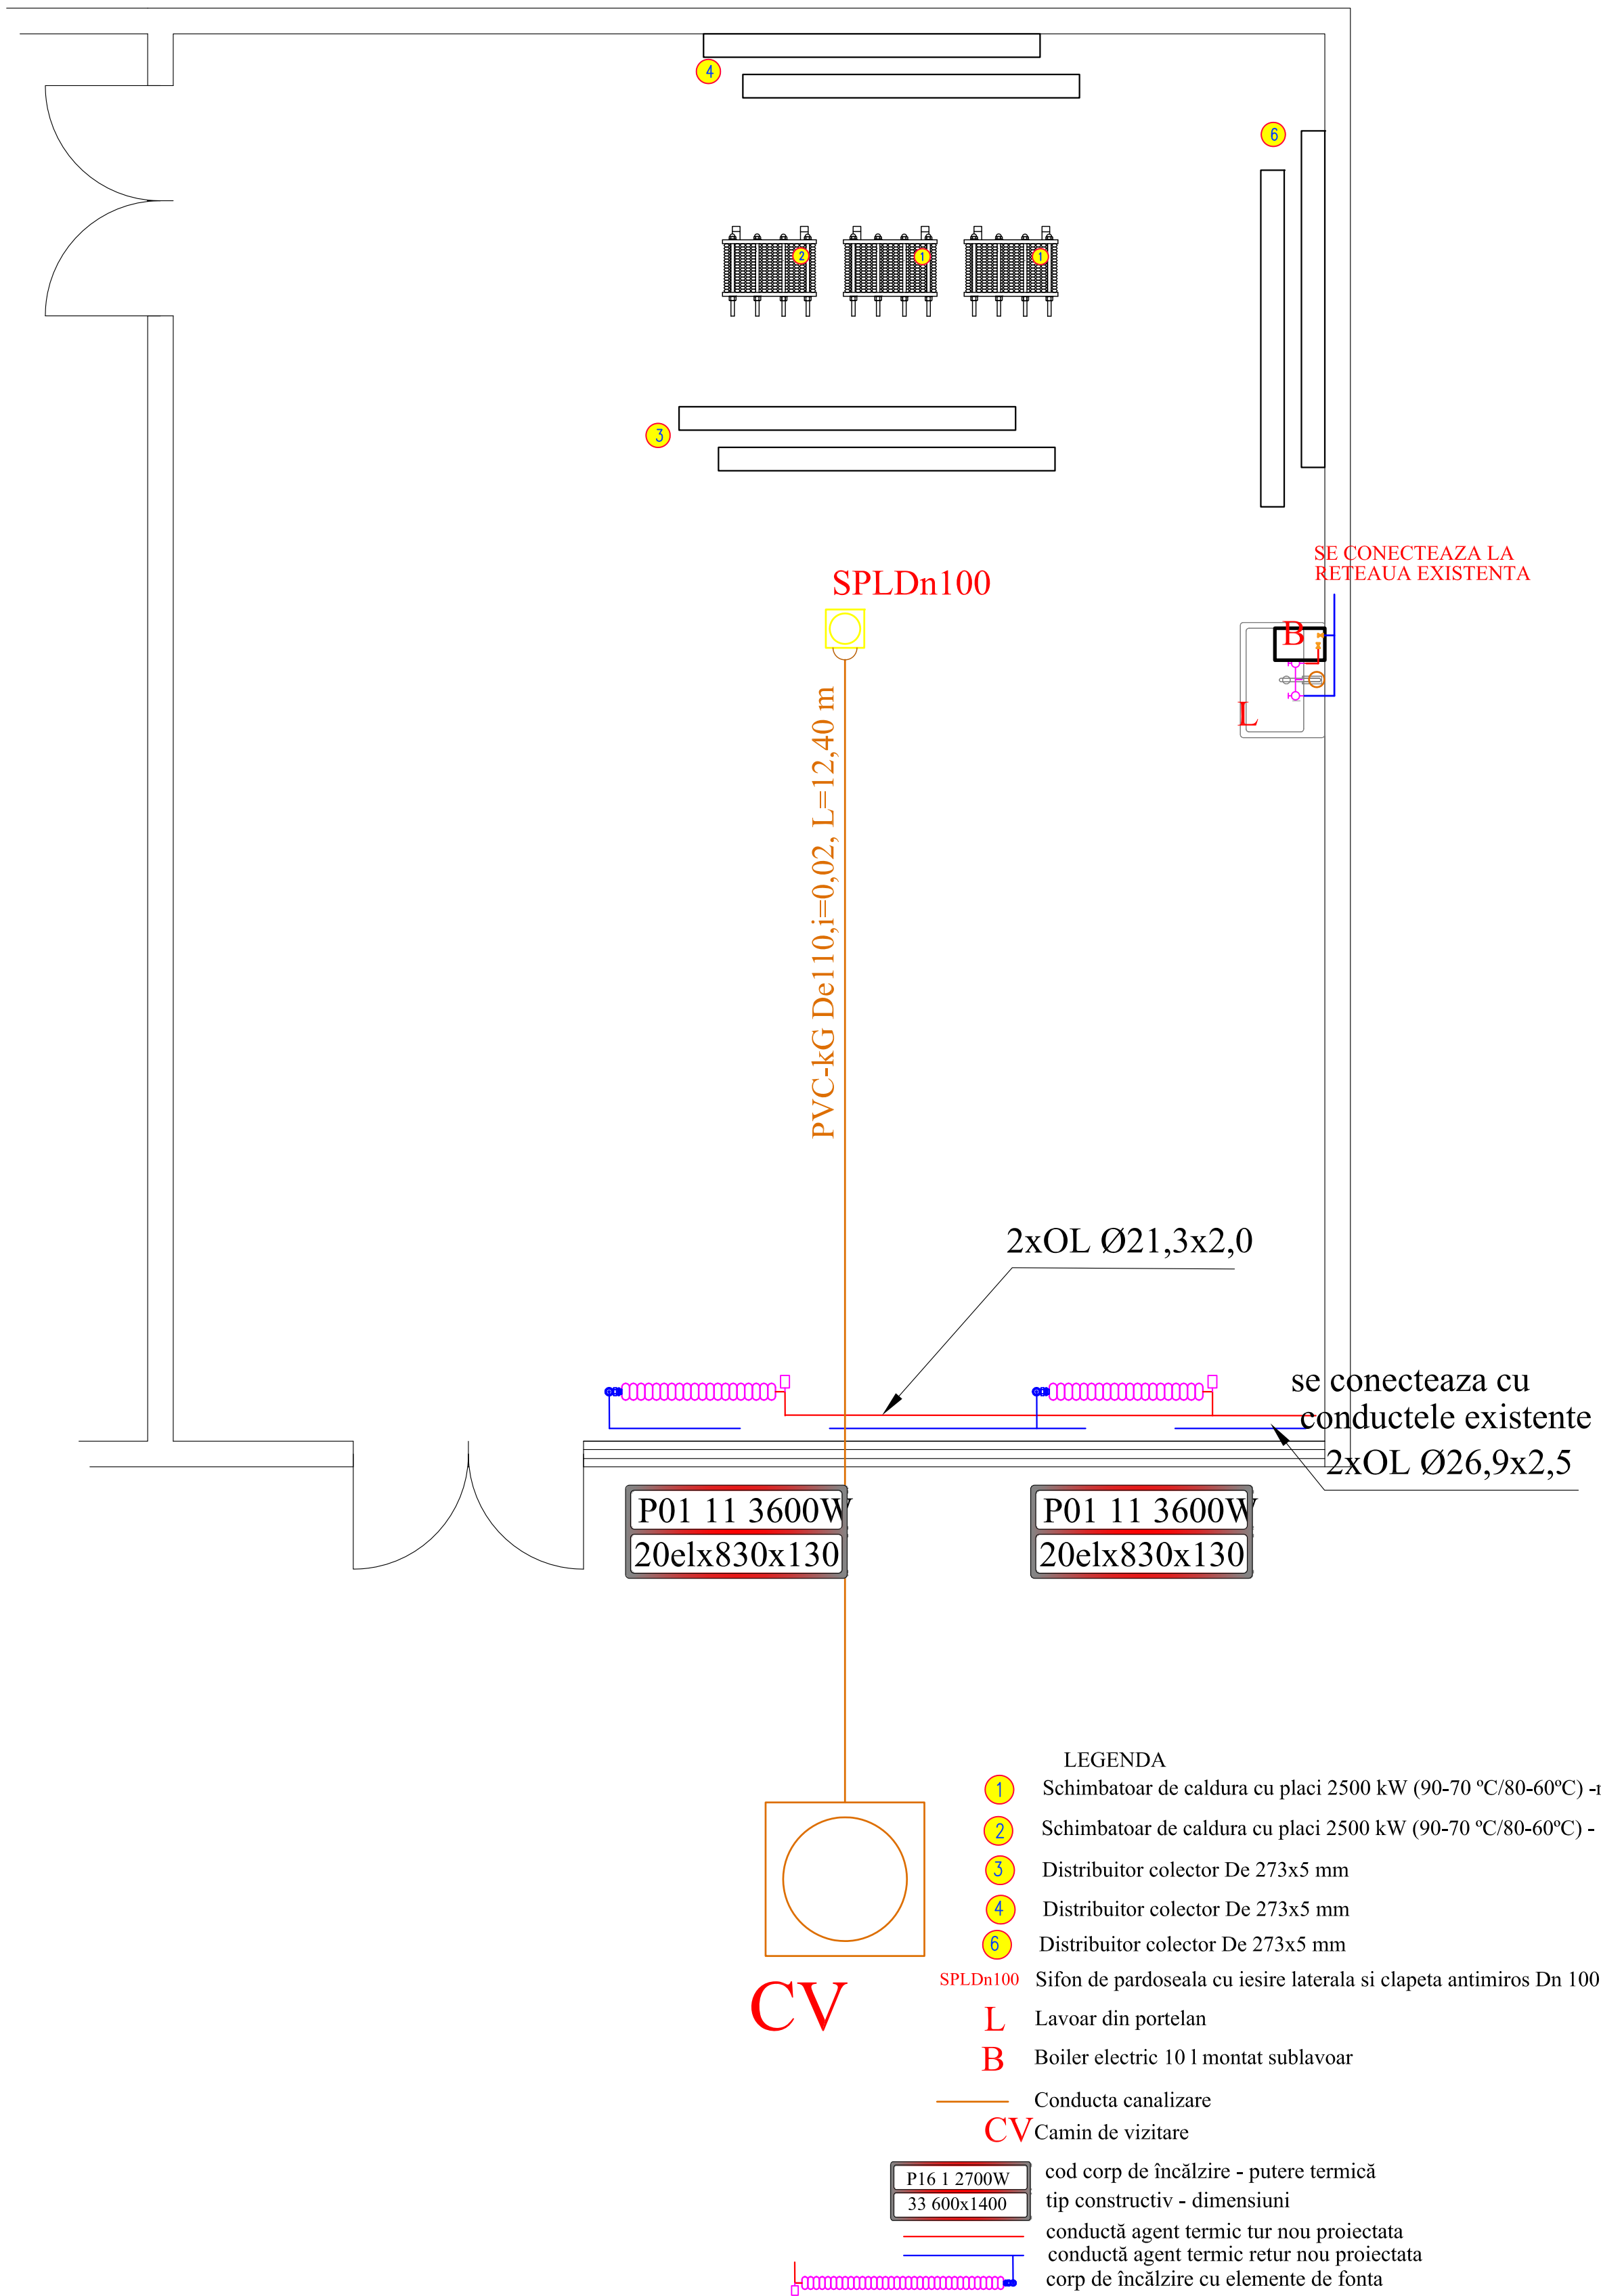 4
6
2
1
1
3
SE CONECTEAZA LA
RETEAUA EXISTENTA
SPLDn100
B
L
PVC-kG De110,i=0,02, L=12,40 m
2xOL Ø21,3x2,0
se conecteaza cu
conductele existente
2xOL Ø26,9x2,5
P01 11 3600W
20elx830x130
P01 11 3600W
20elx830x130
CV
LEGENDA
1 Schimbatoar de caldura cu placi 2500 kW (90-70 ºC/80-60ºC) -
2 Schimbatoar de caldura cu placi 2500 kW (90-70 ºC/80-60ºC) -
3 Distribuitor colector De 273x5 mm
4 Distribuitor colector De 273x5 mm
6 Distribuitor colector De 273x5 mm
SPLDn100 Sifon de pardoseala cu iesire laterala si clapeta antimiros Dn 100
L Lavoar din portelan
B Boiler electric 10 l montat sublavoar
Conducta canalizare
CV Camin de vizitare
P16 1 2700W cod corp de încălzire - putere termică
33 600x1400 tip constructiv - dimensiuni
conductă agent termic tur nou proiectata
conductă agent termic retur nou proiectata
corp de încălzire cu elemente de fonta